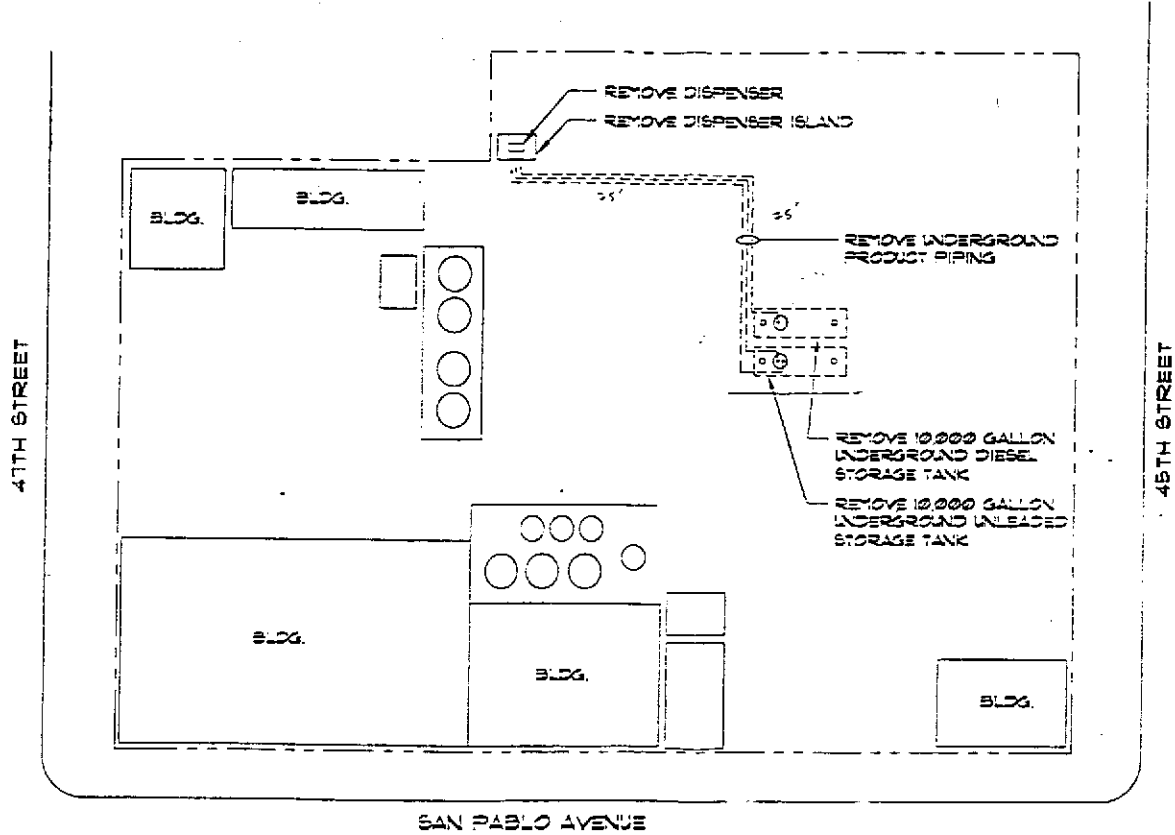 REMOVE DISPENSER
REMOVE DISPENSER ISLAND
BLDG.
BLDG.
REMOVE UNDERGROUND
PRODUCT PIPING
47TH STREET
45TH STREET
REMOVE 10,000 GALLON
UNDERGROUND DIESEL
STORAGE TANK
REMOVE 10,000 GALLON
UNDERGROUND UNLEADED
STORAGE TANK
BLDG.
BLDG.
BLDG.
SAN PABLO AVENUE